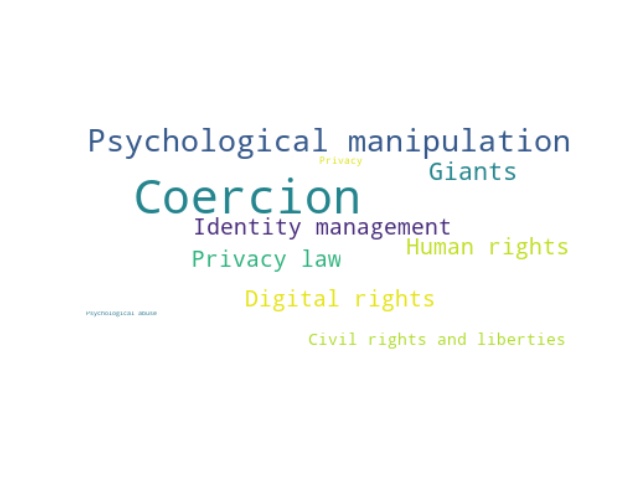 Psychological manipulation
Privacy
Giants
Coercion
Identity management
Human rights
Privacy law
Digital rights
Psychological abuse
Civil rights and liberties